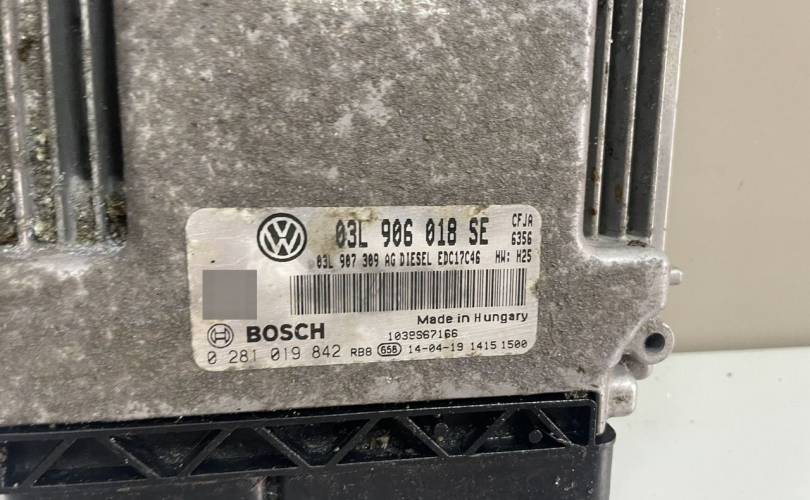 03L 906 018 SE CFJA
6356
03L 907 309 AG DIESEL EDC17C46 HW: H25
Made in Hungary
BOSCH 1039S67166
0 281 019 842 RB8 65B 14-04-19 1415 1500